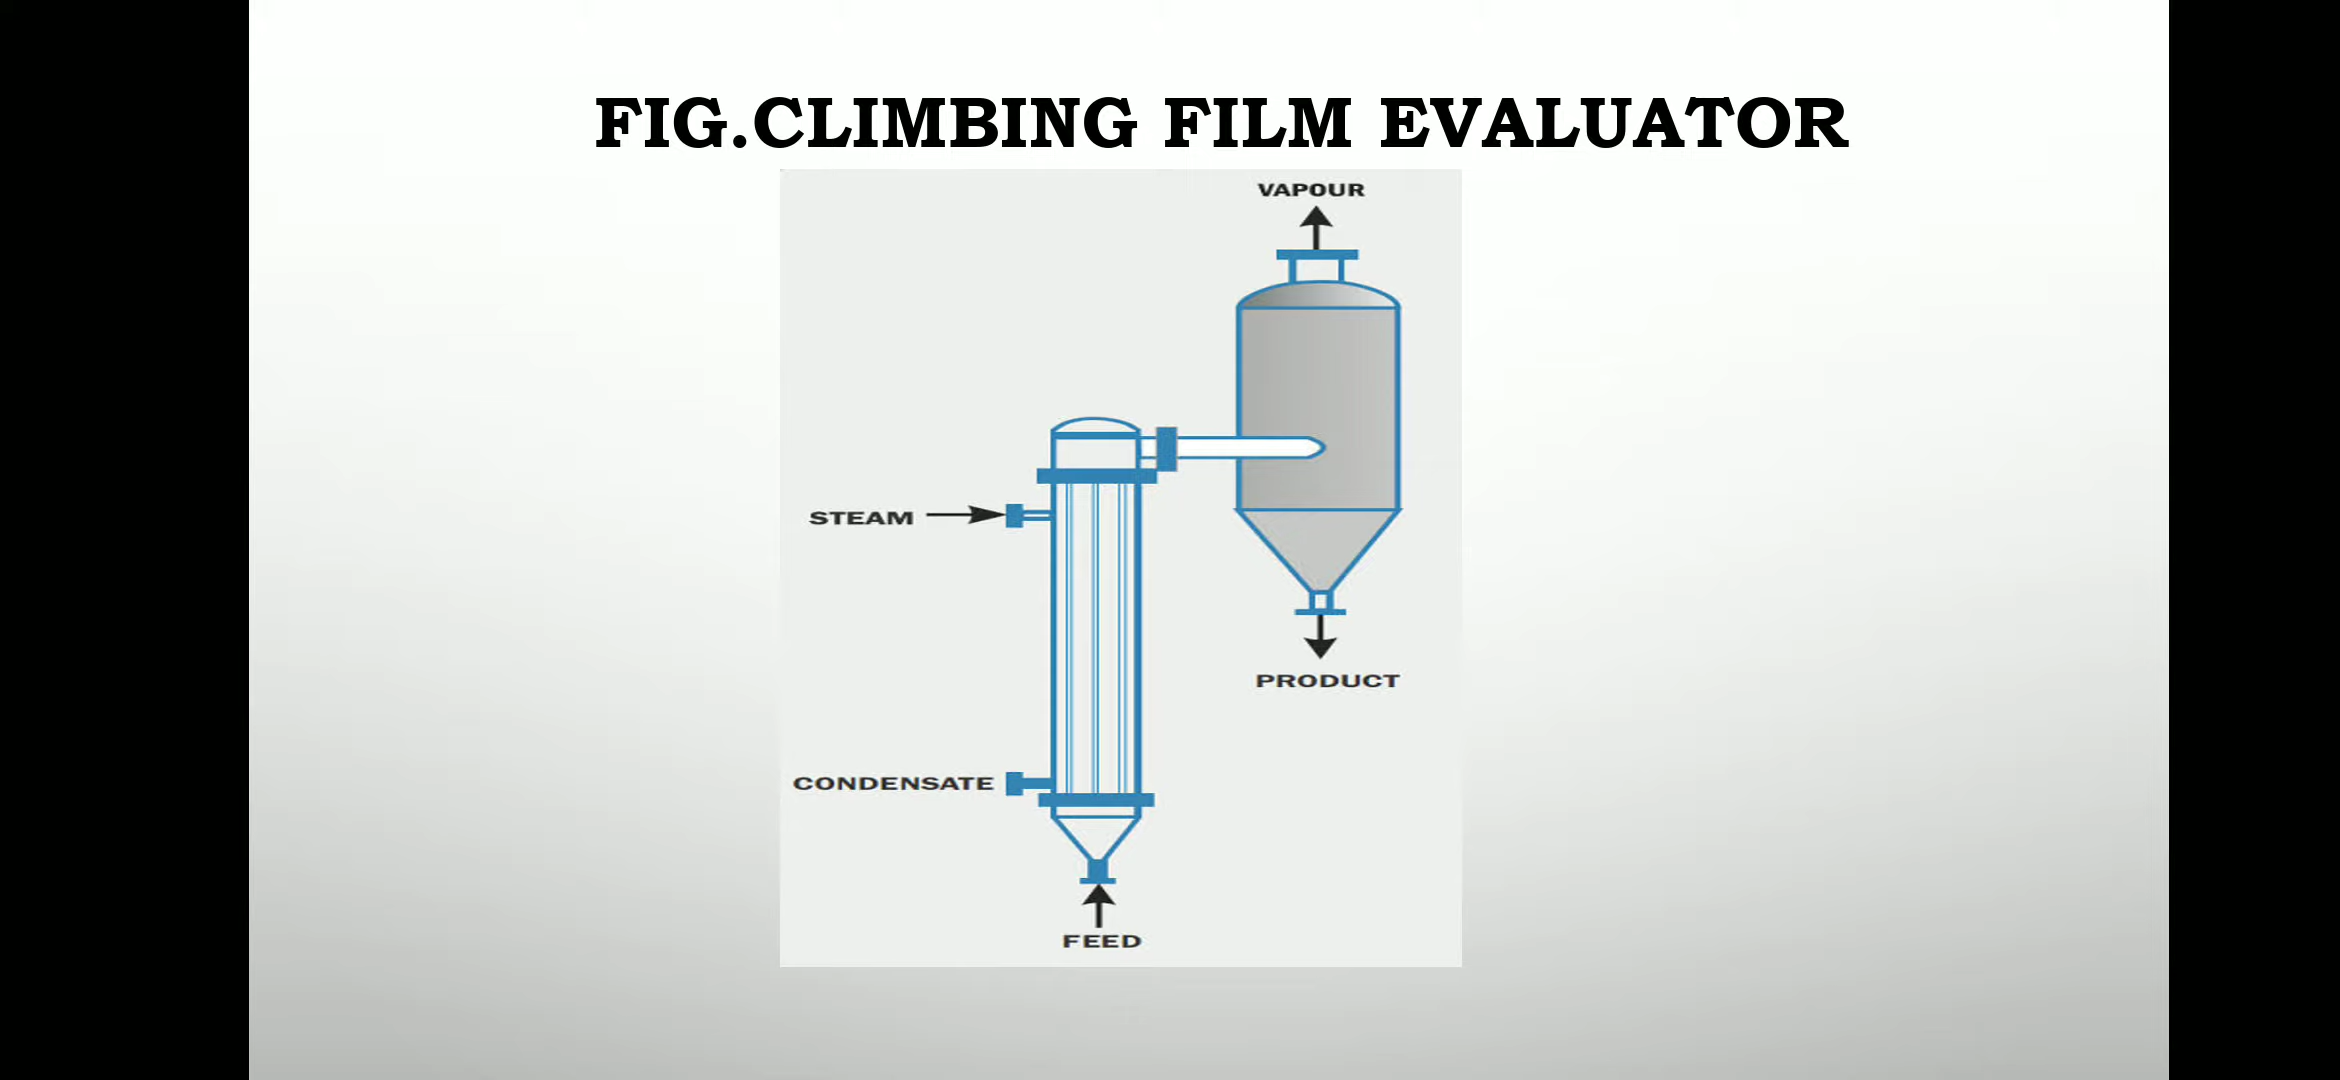 FIG.CLIMBING FILM EVALUATOR
VAPOUR
STEAM
PRODUCT
CONDENSATE
FEED